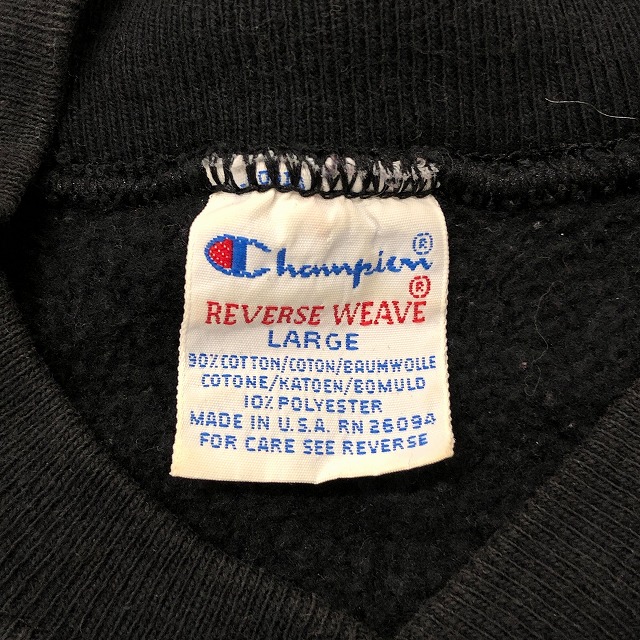 Champion®
REVERSE WEAVE®
LARGE
90% COTTON/COTON/BAUMWOLLE
COTONE/KATOEN/BOMULD
10% POLYESTER
MADE IN U.S.A. RN 26094
FOR CARE SEE REVERSE